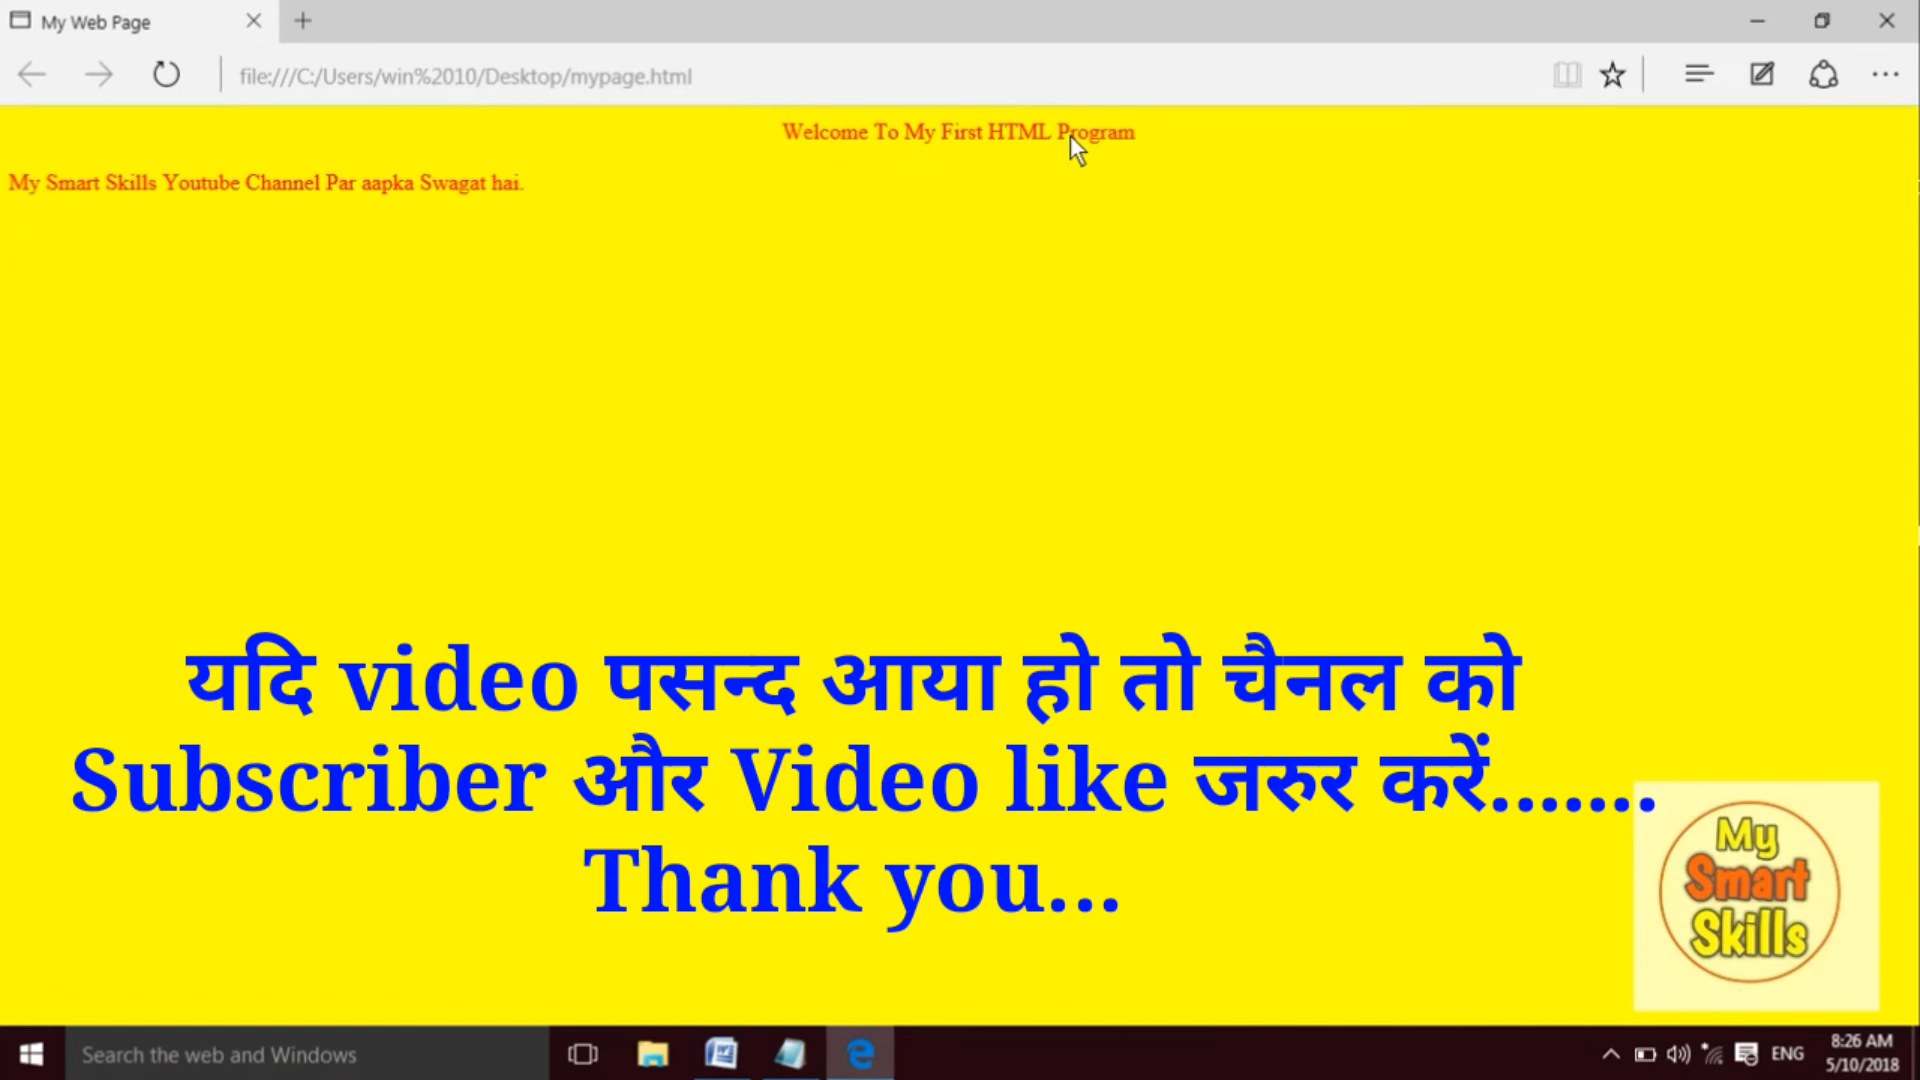 My Web Page
file:///C:/Users/win%2010/Desktop/mypage.html
Welcome To My First HTML Program
My Smart Skills Youtube Channel Par aapka Swagat hai.
यदि video पसन्द आया हो तो चैनल को
Subscriber और Video like जरुर करें.......
Thank you...
My
Smart
Skills
Search the web and Windows
ENG
8:26 AM
5/10/2018